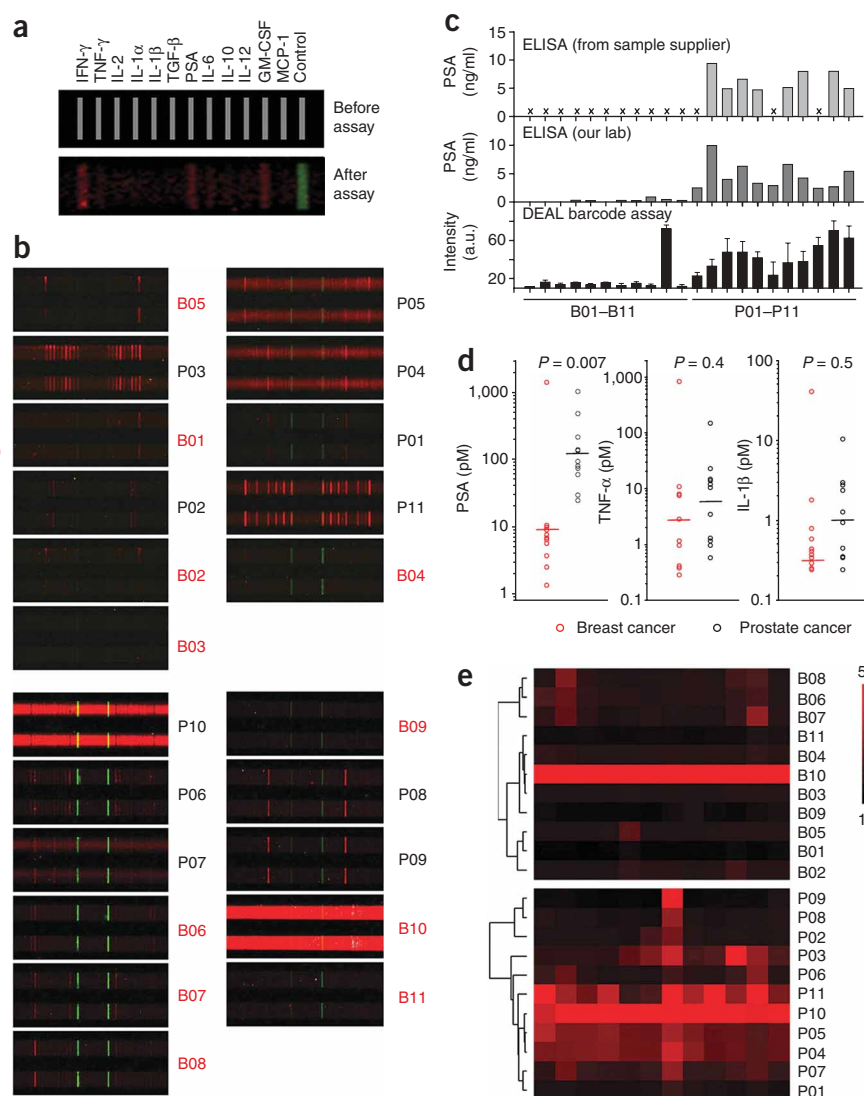 a
IFN-γ
TNF-γ
IL-2
IL-1α
IL-1β
TGF-β
PSA
IL-6
IL-10
IL-12
GM-CSF
MCP-1
Control
Before
assay
After
assay
b
B05
P03
B01
P02
B02
B03
P05
P04
P01
P11
B04
P10
P06
P07
B06
B07
B08
B09
P08
P09
B10
B11
c
ELISA (from sample supplier)
PSA
(ng/ml)
15
10
5
0
x x x x x x x x x x x x x x
ELISA (our lab)
PSA
(ng/ml)
10
5
0
DEAL barcode assay
Intensity
(a.u.)
60
20
B01–B11
P01–P11
d
P = 0.007
PSA (pM)
1,000
100
10
1
P = 0.4
TNF-α (pM)
1,000
100
10
1
0.1
P = 0.5
IL-1β (pM)
100
10
1
0.1
Breast cancer
Prostate cancer
e
B08
B06
B07
B11
B04
B10
B03
B09
B05
B01
B02
P09
P08
P02
P03
P06
P11
P10
P05
P04
P07
P01
5
1